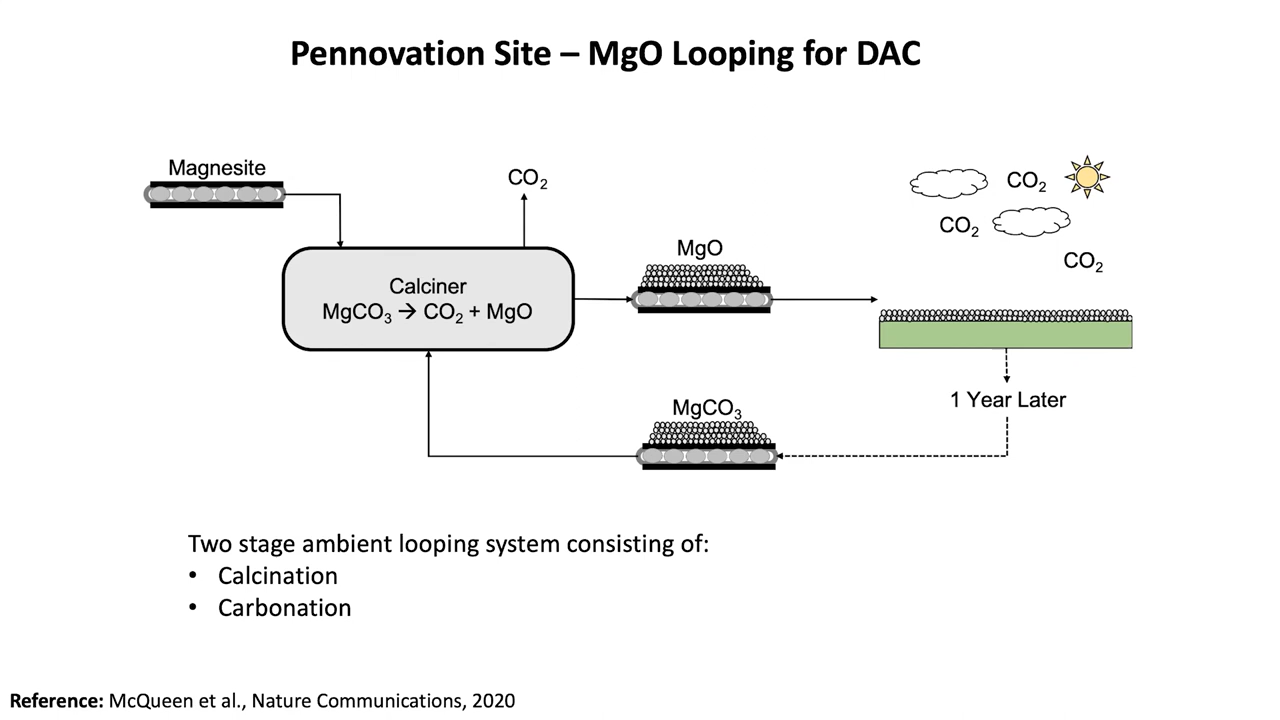 Pennovation Site – MgO Looping for DAC
Magnesite
CO₂
CO₂
CO₂
CO₂
MgO
Calciner
MgCO₃ → CO₂ + MgO
1 Year Later
MgCO₃
Two stage ambient looping system consisting of:
• Calcination
• Carbonation
Reference: McQueen et al., Nature Communications, 2020